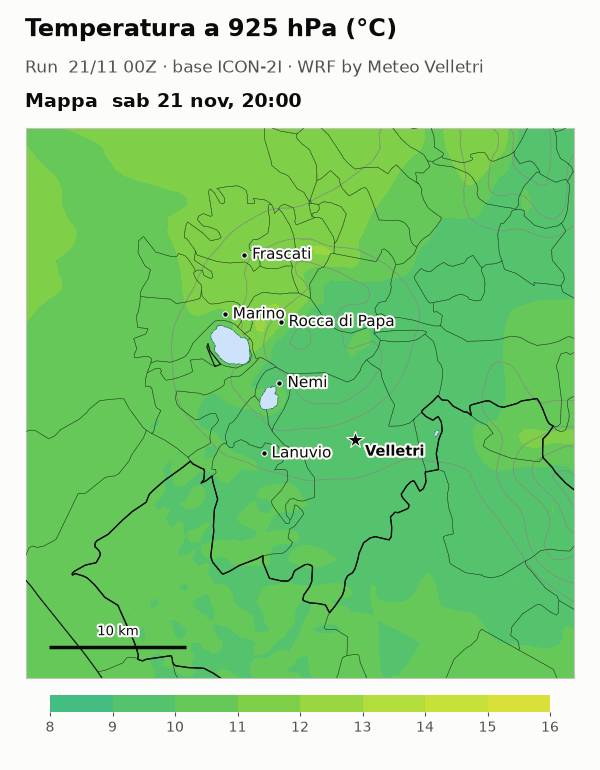 Temperatura a 925 hPa (°C)
Run  21/11 00Z · base ICON-2I · WRF by Meteo Velletri
Mappa  sab 21 nov, 20:00
Frascati
Marino
Rocca di Papa
Nemi
Velletri
Lanuvio
10 km
8 9 10 11 12 13 14 15 16